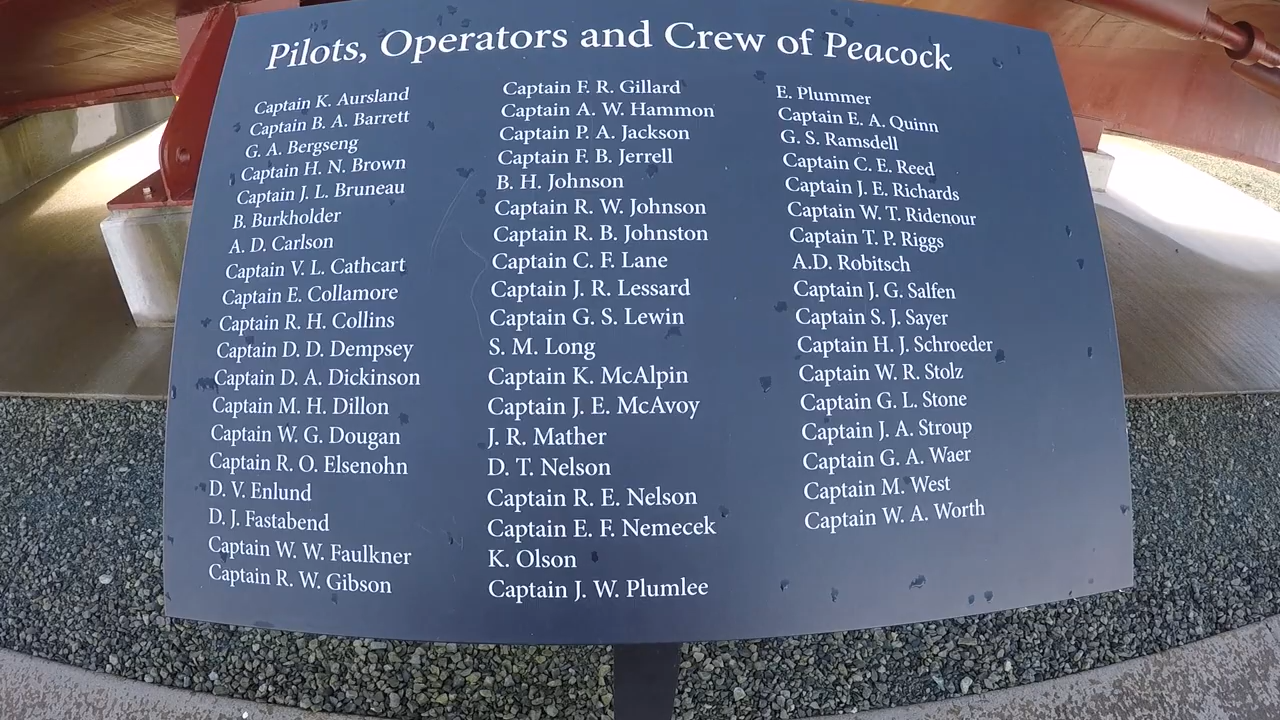 Pilots, Operators and Crew of Peacock
Captain K. Aursland
Captain B. A. Barrett
G. A. Bergseng
Captain H. N. Brown
Captain J. L. Bruneau
B. Burkholder
A. D. Carlson
Captain V. L. Cathcart
Captain E. Collamore
Captain R. H. Collins
Captain D. D. Dempsey
Captain D. A. Dickinson
Captain M. H. Dillon
Captain W. G. Dougan
Captain R. O. Elsenohn
D. V. Enlund
D. J. Fastabend
Captain W. W. Faulkner
Captain R. W. Gibson
Captain F. R. Gillard
Captain A. W. Hammon
Captain P. A. Jackson
Captain F. B. Jerrell
B. H. Johnson
Captain R. W. Johnson
Captain R. B. Johnston
Captain C. F. Lane
Captain J. R. Lessard
Captain G. S. Lewin
S. M. Long
Captain K. McAlpin
Captain J. E. McAvoy
J. R. Mather
D. T. Nelson
Captain R. E. Nelson
Captain E. F. Nemecek
K. Olson
Captain J. W. Plumlee
E. Plummer
Captain E. A. Quinn
G. S. Ramsdell
Captain C. E. Reed
Captain J. E. Richards
Captain W. T. Ridenour
Captain T. P. Riggs
A.D. Robitsch
Captain J. G. Salfen
Captain S. J. Sayer
Captain H. J. Schroeder
Captain W. R. Stolz
Captain G. L. Stone
Captain J. A. Stroup
Captain G. A. Waer
Captain M. West
Captain W. A. Worth